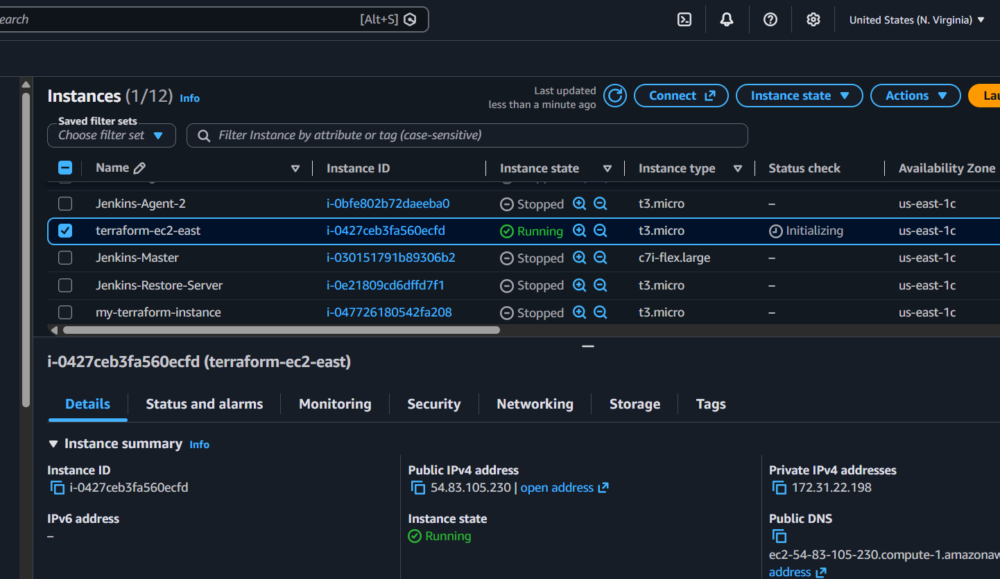 earch [Alt+S] United States (N. Virginia)
Instances (1/12) Info
Last updated
less than a minute ago
Connect Instance state Actions
Saved filter sets
Choose filter set Filter Instance by attribute or tag (case-sensitive)
Name Instance ID Instance state Instance type Status check Availability Zone
Jenkins-Agent-2 i-0bfe802b72daeeba0 Stopped t3.micro – us-east-1c
terraform-ec2-east i-0427ceb3fa560ecfd Running t3.micro Initializing us-east-1c
Jenkins-Master i-030151791b89306b2 Stopped c7i-flex.large – us-east-1c
Jenkins-Restore-Server i-0e21809cd6dffd7f1 Stopped t3.micro – us-east-1c
my-terraform-instance i-047726180542fa208 Stopped t3.micro – us-east-1c
i-0427ceb3fa560ecfd (terraform-ec2-east)
Details Status and alarms Monitoring Security Networking Storage Tags
Instance summary Info
Instance ID
i-0427ceb3fa560ecfd
Public IPv4 address
54.83.105.230 | open address
Private IPv4 addresses
172.31.22.198
IPv6 address
–
Instance state
Running
Public DNS
ec2-54-83-105-230.compute-1.amazonaw
address